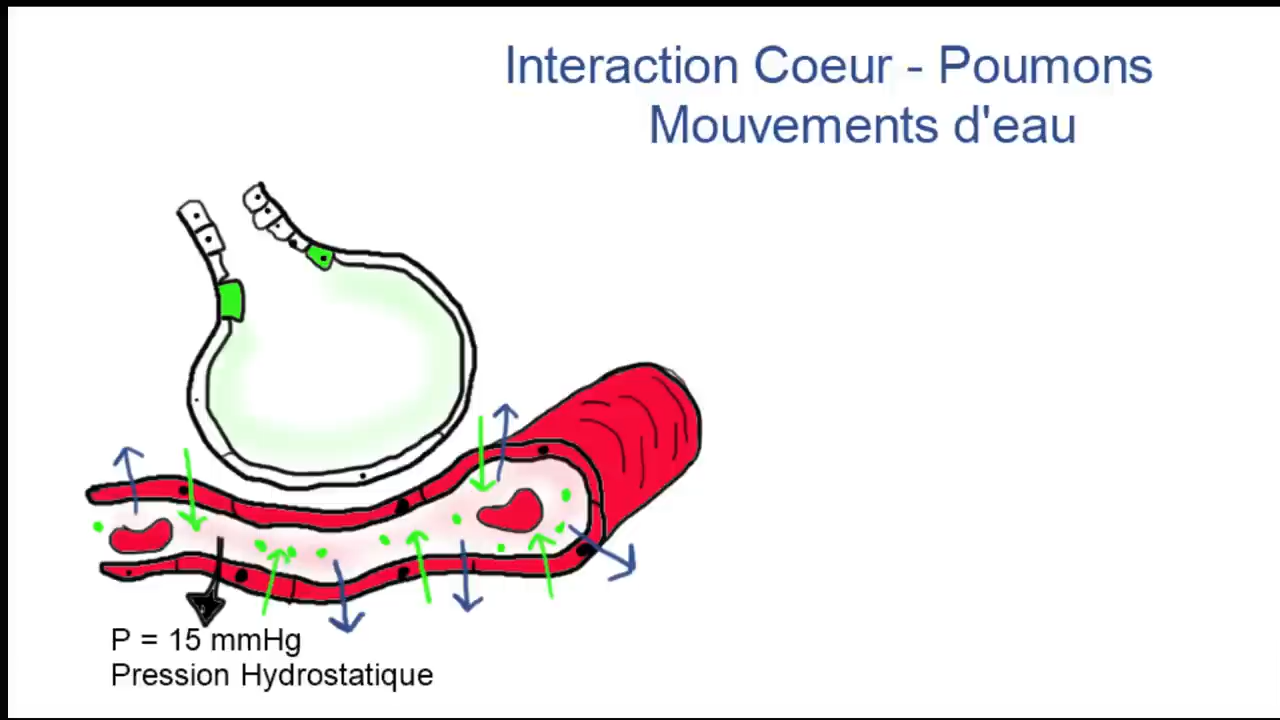 Interaction Coeur - Poumons
Mouvements d'eau
P = 15 mmHg
Pression Hydrostatique